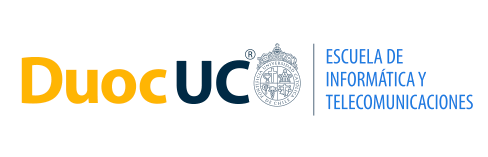 Duoc UC®
ESCUELA DE
INFORMÁTICA Y
TELECOMUNICACIONES